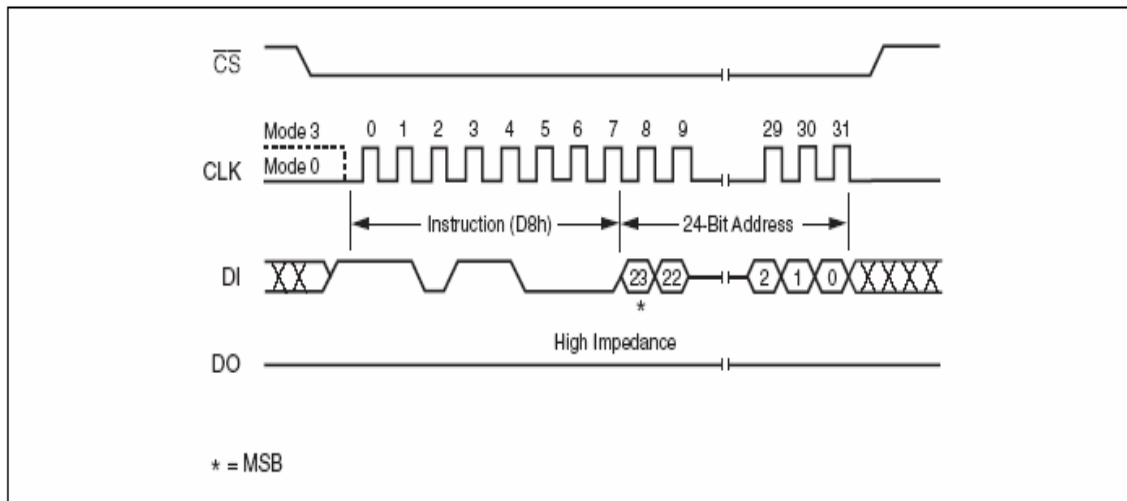 CS
Mode 3 0 1 2 3 4 5 6 7 8 9 29 30 31
CLK Mode 0
Instruction (D8h) 24-Bit Address
DI 23 22 2 1 0
*
High Impedance
DO
* = MSB